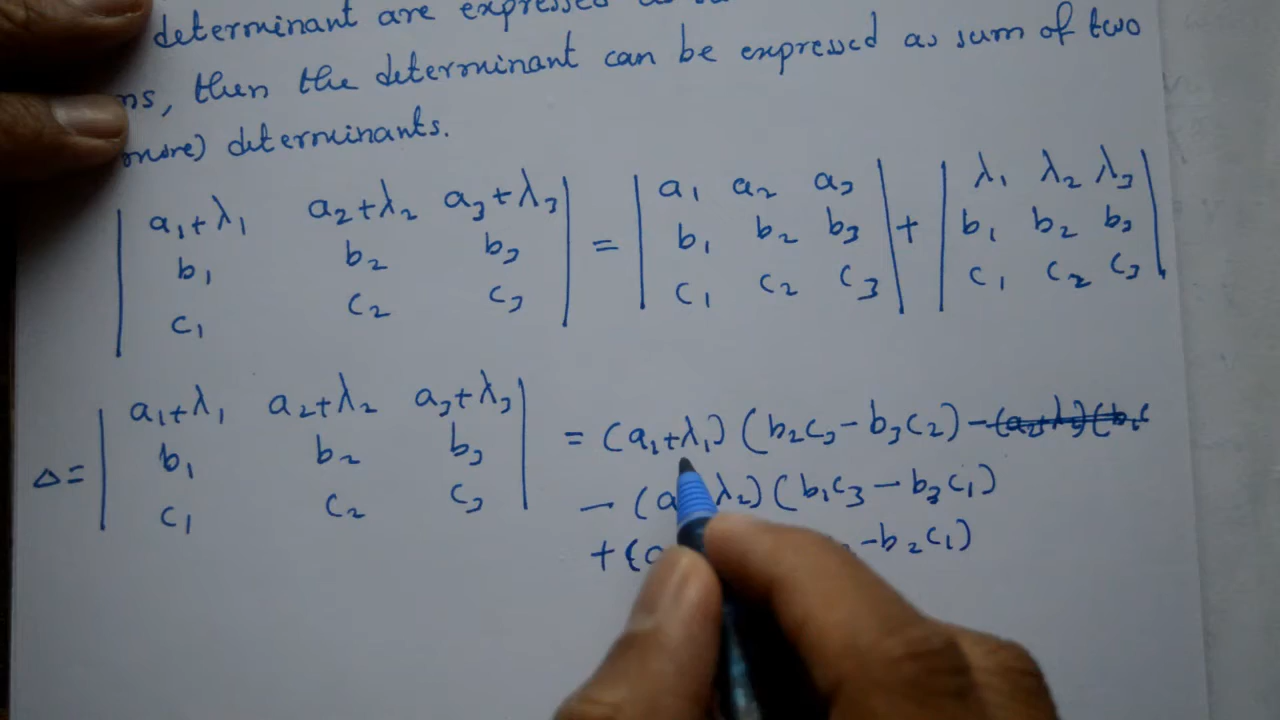 determinant are expressed
then the determinant can be expressed as sum of two
more) determinants.
| a₁+λ₁ a₂+λ₂ a₃+λ₃ | = | a₁ a₂ a₃ | + | λ₁ λ₂ λ₃ |
| b₁ b₂ b₃ | | b₁ b₂ b₃ | | b₁ b₂ b₃ |
| c₁ c₂ c₃ | | c₁ c₂ c₃ | | c₁ c₂ c₃ |
Δ = | a₁+λ₁ a₂+λ₂ a₃+λ₃ | = (a₁+λ₁) (b₂c₃ - b₃c₂) -
| b₁ b₂ b₃ | - (a λ₂) (b₁c₃ - b₃c₁)
| c₁ c₂ c₃ | + (a - b₂c₁)